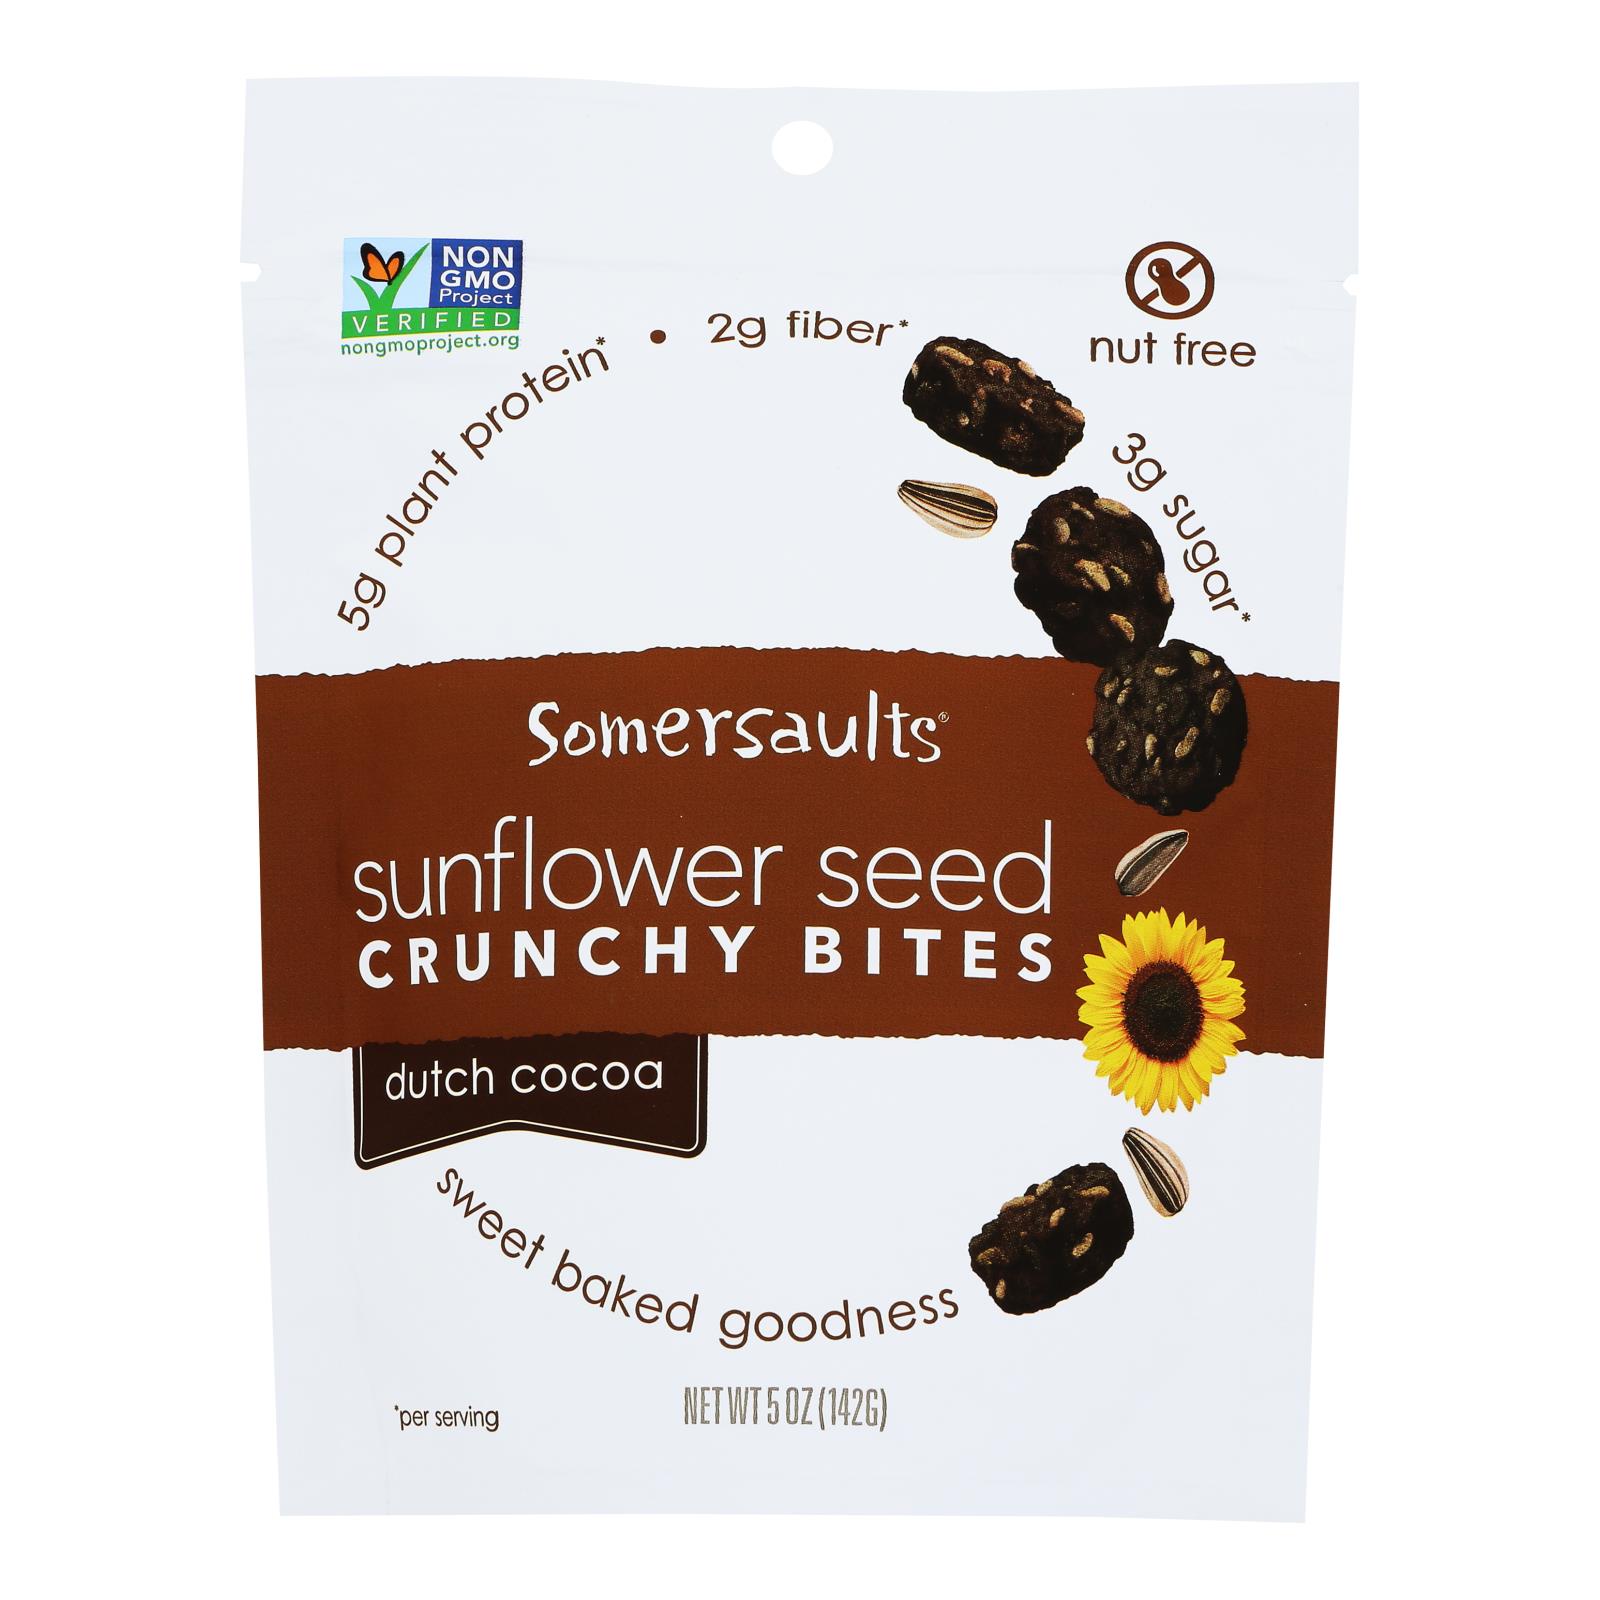 NON
GMO
Project
VERIFIED
nongmoproject.org
nut free
5g plant protein* • 2g fiber*
3g sugar*
Somersaults®
sunflower seed
CRUNCHY BITES
dutch cocoa
sweet baked goodness
*per serving
NET WT 5 OZ (142G)